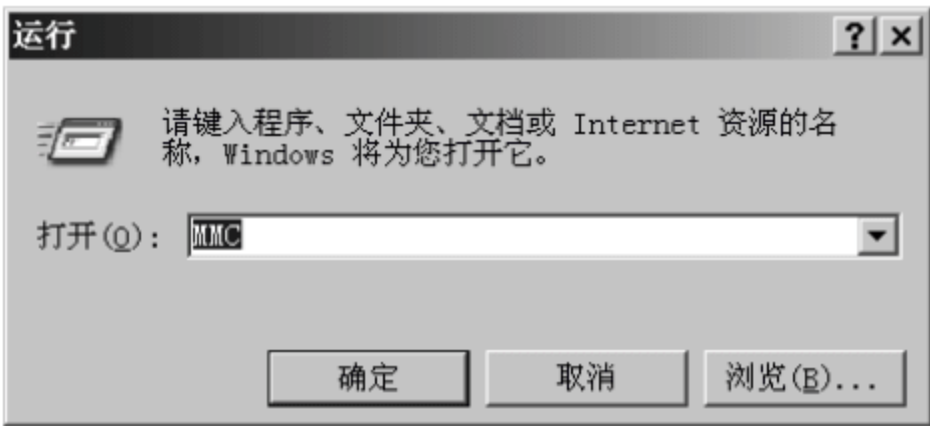 运行
请键入程序、文件夹、文档或 Internet 资源的名
称，Windows 将为您打开它。
打开(O): MMC
确定 取消 浏览(B)...